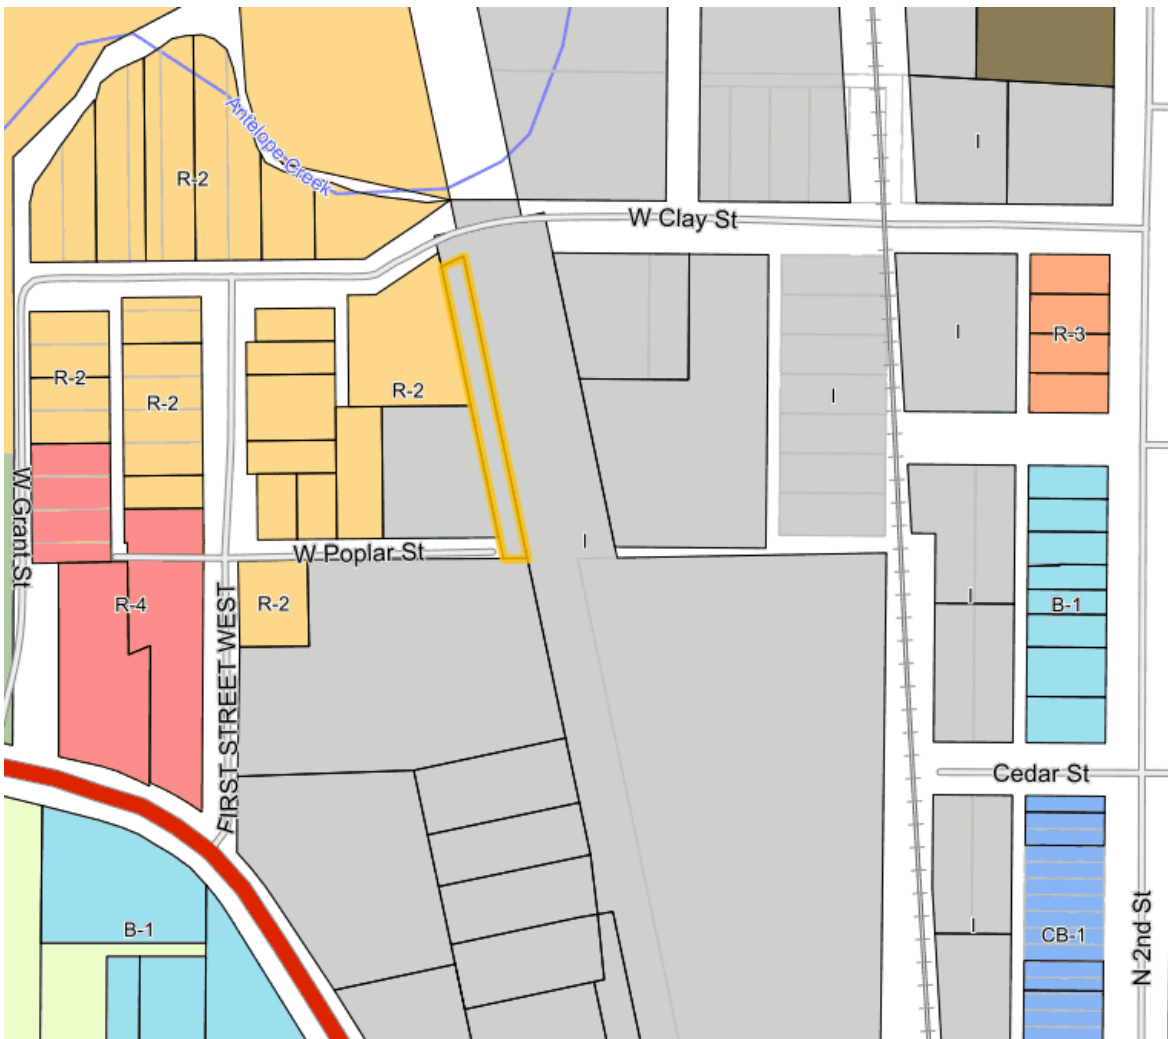 Antelope Creek
R-2
I
W Clay St
R-2
R-2
R-2
I
I
R-3
W Grant St
W Poplar St
I
R-4
R-2
I
B-1
FIRST STREET WEST
Cedar St
B-1
I
CB-1
N 2nd St